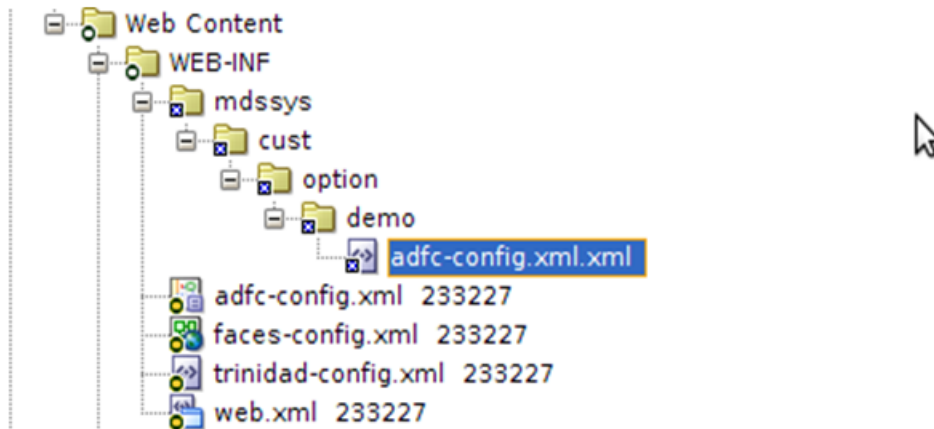 Web Content
WEB-INF
mdssys
cust
option
demo
adfc-config.xml.xml
adfc-config.xml 233227
faces-config.xml 233227
trinidad-config.xml 233227
web.xml 233227